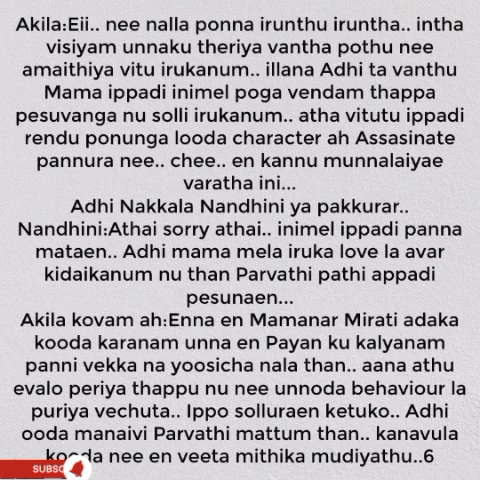 Akila:Eii.. nee nalla ponna irunthu iruntha.. intha
visiyam unnaku theriya vantha pothu nee
amaithiya vitu irukanum.. illana Adhi ta vanthu
Mama ippadi inimel poga vendam thappa
pesuvanga nu solli irukanum.. atha vitutu ippadi
rendu ponunga looda character ah Assasinate
pannura nee.. chee.. en kannu munnalaiyae
varatha ini...
Adhi Nakkala Nandhini ya pakkurar..
Nandhini:Athai sorry athai.. inimel ippadi panna
mataen.. Adhi mama mela iruka love la avar
kidaikanum nu than Parvathi pathi appadi
pesunaen...
Akila kovam ah:Enna en Mamanar Mirati adaka
kooda karanam unna en Payan ku kalyanam
panni vekka na yoosicha nala than.. aana athu
evalo periya thappu nu nee unnoda behaviour la
puriya vechuta.. Ippo solluraen ketuko.. Adhi
ooda manaivi Parvathi mattum than.. kanavula
kooda nee en veeta mithika mudiyathu..6